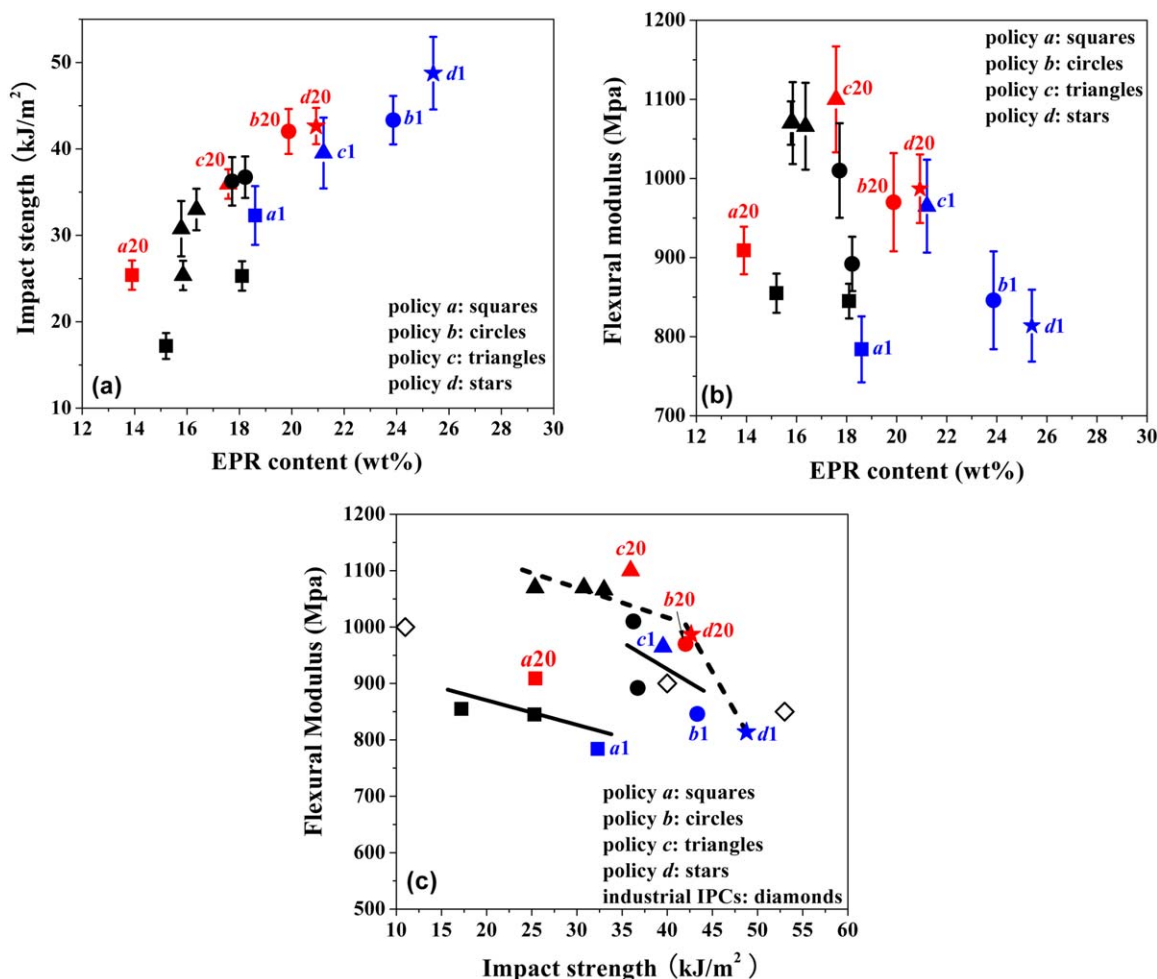 Impact stength (kJ/m²)
50
40
30
20
10
12 14 16 18 20 22 24 26 28 30
EPR content (wt%)
a20
c20
b20
d20
a1
c1
b1
d1
policy a: squares
policy b: circles
policy c: triangles
policy d: stars
(a)
Flexural modulus (Mpa)
1200
1100
1000
900
800
700
12 14 16 18 20 22 24 26 28 30
EPR content (wt%)
policy a: squares
policy b: circles
policy c: triangles
policy d: stars
c20
a20
b20
d20
c1
a1
b1
d1
(b)
Flexural Modulus (Mpa)
1200
1100
1000
900
800
700
600
500
10 15 20 25 30 35 40 45 50 55 60
Impact strength (kJ/m²)
c20
b20
d20
c1
a20
a1
b1
d1
policy a: squares
policy b: circles
policy c: triangles
policy d: stars
industrial IPCs: diamonds
(c)